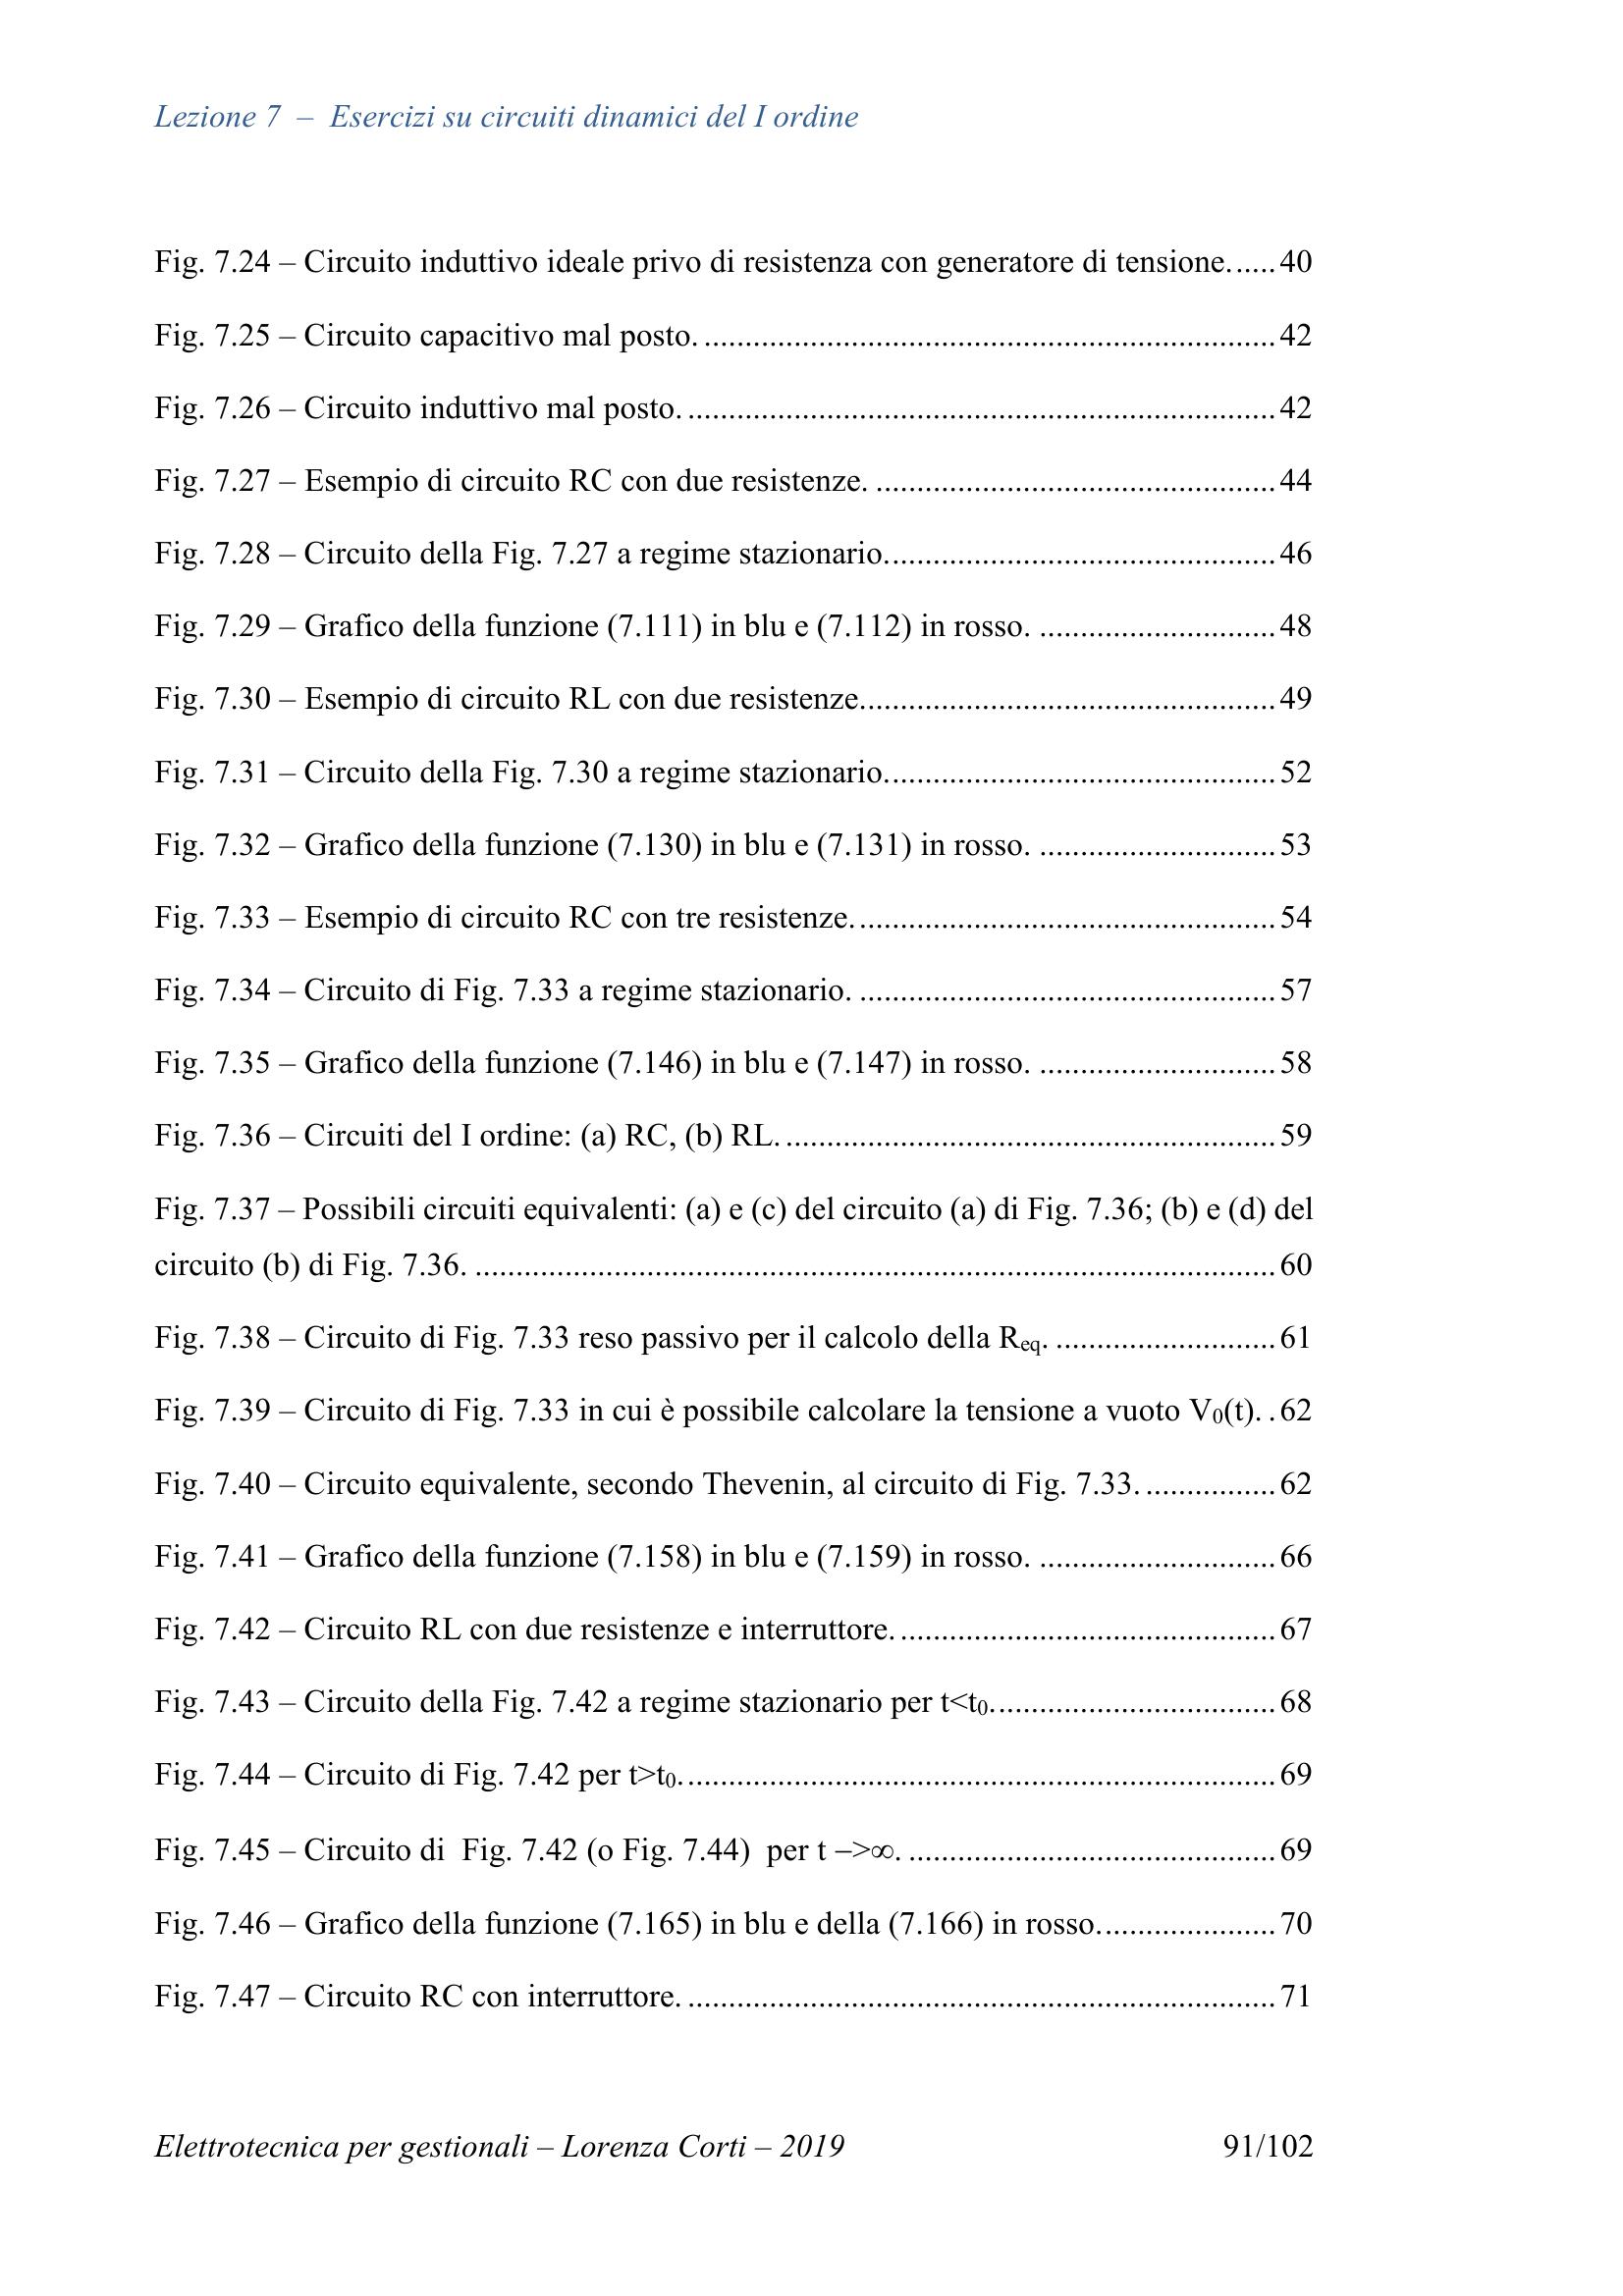 Lezione 7 – Esercizi su circuiti dinamici del I ordine
Fig. 7.24 – Circuito induttivo ideale privo di resistenza con generatore di tensione...... 40
Fig. 7.25 – Circuito capacitivo mal posto. ...................................................................... 42
Fig. 7.26 – Circuito induttivo mal posto. ........................................................................ 42
Fig. 7.27 – Esempio di circuito RC con due resistenze. ................................................. 44
Fig. 7.28 – Circuito della Fig. 7.27 a regime stazionario................................................ 46
Fig. 7.29 – Grafico della funzione (7.111) in blu e (7.112) in rosso. ............................. 48
Fig. 7.30 – Esempio di circuito RL con due resistenze................................................... 49
Fig. 7.31 – Circuito della Fig. 7.30 a regime stazionario................................................ 52
Fig. 7.32 – Grafico della funzione (7.130) in blu e (7.131) in rosso. ............................. 53
Fig. 7.33 – Esempio di circuito RC con tre resistenze.................................................... 54
Fig. 7.34 – Circuito di Fig. 7.33 a regime stazionario. ................................................... 57
Fig. 7.35 – Grafico della funzione (7.146) in blu e (7.147) in rosso. ............................. 58
Fig. 7.36 – Circuiti del I ordine: (a) RC, (b) RL. ............................................................ 59
Fig. 7.37 – Possibili circuiti equivalenti: (a) e (c) del circuito (a) di Fig. 7.36; (b) e (d) del
circuito (b) di Fig. 7.36. .................................................................................................. 60
Fig. 7.38 – Circuito di Fig. 7.33 reso passivo per il calcolo della Req. ........................... 61
Fig. 7.39 – Circuito di Fig. 7.33 in cui è possibile calcolare la tensione a vuoto V0(t). . 62
Fig. 7.40 – Circuito equivalente, secondo Thevenin, al circuito di Fig. 7.33. ................ 62
Fig. 7.41 – Grafico della funzione (7.158) in blu e (7.159) in rosso. ............................. 66
Fig. 7.42 – Circuito RL con due resistenze e interruttore. .............................................. 67
Fig. 7.43 – Circuito della Fig. 7.42 a regime stazionario per t<t0................................... 68
Fig. 7.44 – Circuito di Fig. 7.42 per t>t0......................................................................... 69
Fig. 7.45 – Circuito di Fig. 7.42 (o Fig. 7.44) per t –>∞. ............................................. 69
Fig. 7.46 – Grafico della funzione (7.165) in blu e della (7.166) in rosso...................... 70
Fig. 7.47 – Circuito RC con interruttore. ........................................................................ 71
Elettrotecnica per gestionali – Lorenza Corti – 2019 91/102